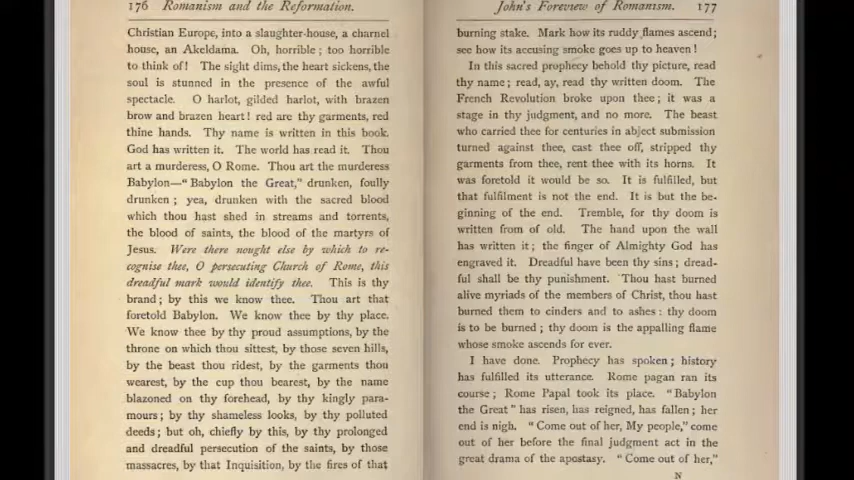 176 Romanism and the Reformation.
Christian Europe, into a slaughter-house, a charnel
house, an Akeldama. Oh, horrible ; too horrible
to think of! The sight dims, the heart sickens, the
soul is stunned in the presence of the awful
spectacle. O harlot, gilded harlot, with brazen
brow and brazen heart! red are thy garments, red
thine hands. Thy name is written in this book.
God has written it. The world has read it. Thou
art a murderess, O Rome. Thou art the murderess
Babylon—“Babylon the Great,” drunken, foully
drunken ; yea, drunken with the sacred blood
which thou hast shed in streams and torrents,
the blood of saints, the blood of the martyrs of
Jesus. Were there nought else by which to re-
cognise thee, O persecuting Church of Rome, this
dreadful mark would identify thee. This is thy
brand ; by this we know thee. Thou art that
foretold Babylon. We know thee by thy place.
We know thee by thy proud assumptions, by the
throne on which thou sittest, by those seven hills,
by the beast thou ridest, by the garments thou
wearest, by the cup thou bearest, by the name
blazoned on thy forehead, by thy kingly para-
mours ; by thy shameless looks, by thy polluted
deeds ; but oh, chiefly by this, by thy prolonged
and dreadful persecution of the saints, by those
massacres, by that Inquisition, by the fires of that
John's Foreview of Romanism. 177
burning stake. Mark how its ruddy flames ascend;
see how its accusing smoke goes up to heaven!
In this sacred prophecy behold thy picture, read
thy name ; read, ay, read thy written doom. The
French Revolution broke upon thee ; it was a
stage in thy judgment, and no more. The beast
who carried thee for centuries in abject submission
turned against thee, cast thee off, stripped thy
garments from thee, rent thee with its horns. It
was foretold it would be so. It is fulfilled, but
that fulfilment is not the end. It is but the be-
ginning of the end. Tremble, for thy doom is
written from of old. The hand upon the wall
has written it ; the finger of Almighty God has
engraved it. Dreadful have been thy sins ; dread-
ful shall be thy punishment. Thou hast burned
alive myriads of the members of Christ, thou hast
burned them to cinders and to ashes : thy doom
is to be burned ; thy doom is the appalling flame
whose smoke ascends for ever.
I have done. Prophecy has spoken ; history
has fulfilled its utterance. Rome pagan ran its
course ; Rome Papal took its place. “Babylon
the Great” has risen, has reigned, has fallen ; her
end is nigh. “Come out of her, My people,” come
out of her before the final judgment act in the
great drama of the apostasy. “Come out of her,”
N